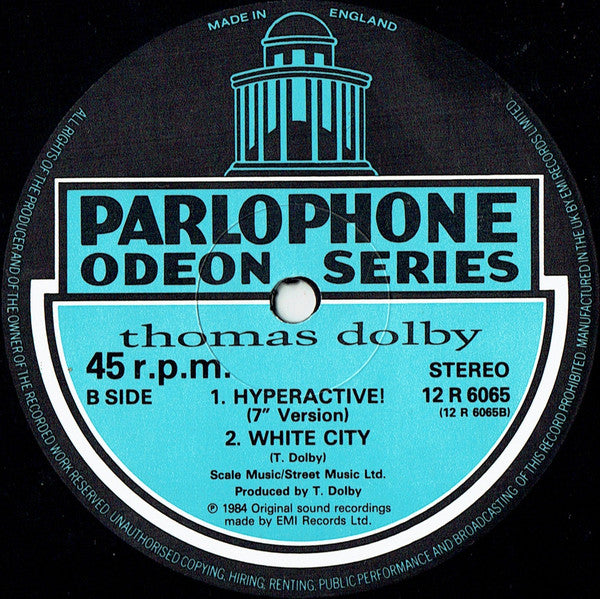 MADE IN ENGLAND
PARLOPHONE
ODEON SERIES
thomas dolby
45 r.p.m.
STEREO
B SIDE
12 R 6065
(12 R 6065B)
1. HYPERACTIVE!
(7" Version)
2. WHITE CITY
(T. Dolby)
Scale Music/Street Music Ltd.
Produced by T. Dolby
℗ 1984 Original sound recordings
made by EMI Records Ltd.
ALL RIGHTS OF THE PRODUCER AND OF THE OWNER OF THE RECORDED WORK RESERVED. UNAUTHORISED COPYING, HIRING, RENTING, PUBLIC PERFORMANCE AND BROADCASTING OF THIS RECORD PROHIBITED. MANUFACTURED IN THE UK BY EMI RECORDS LIMITED